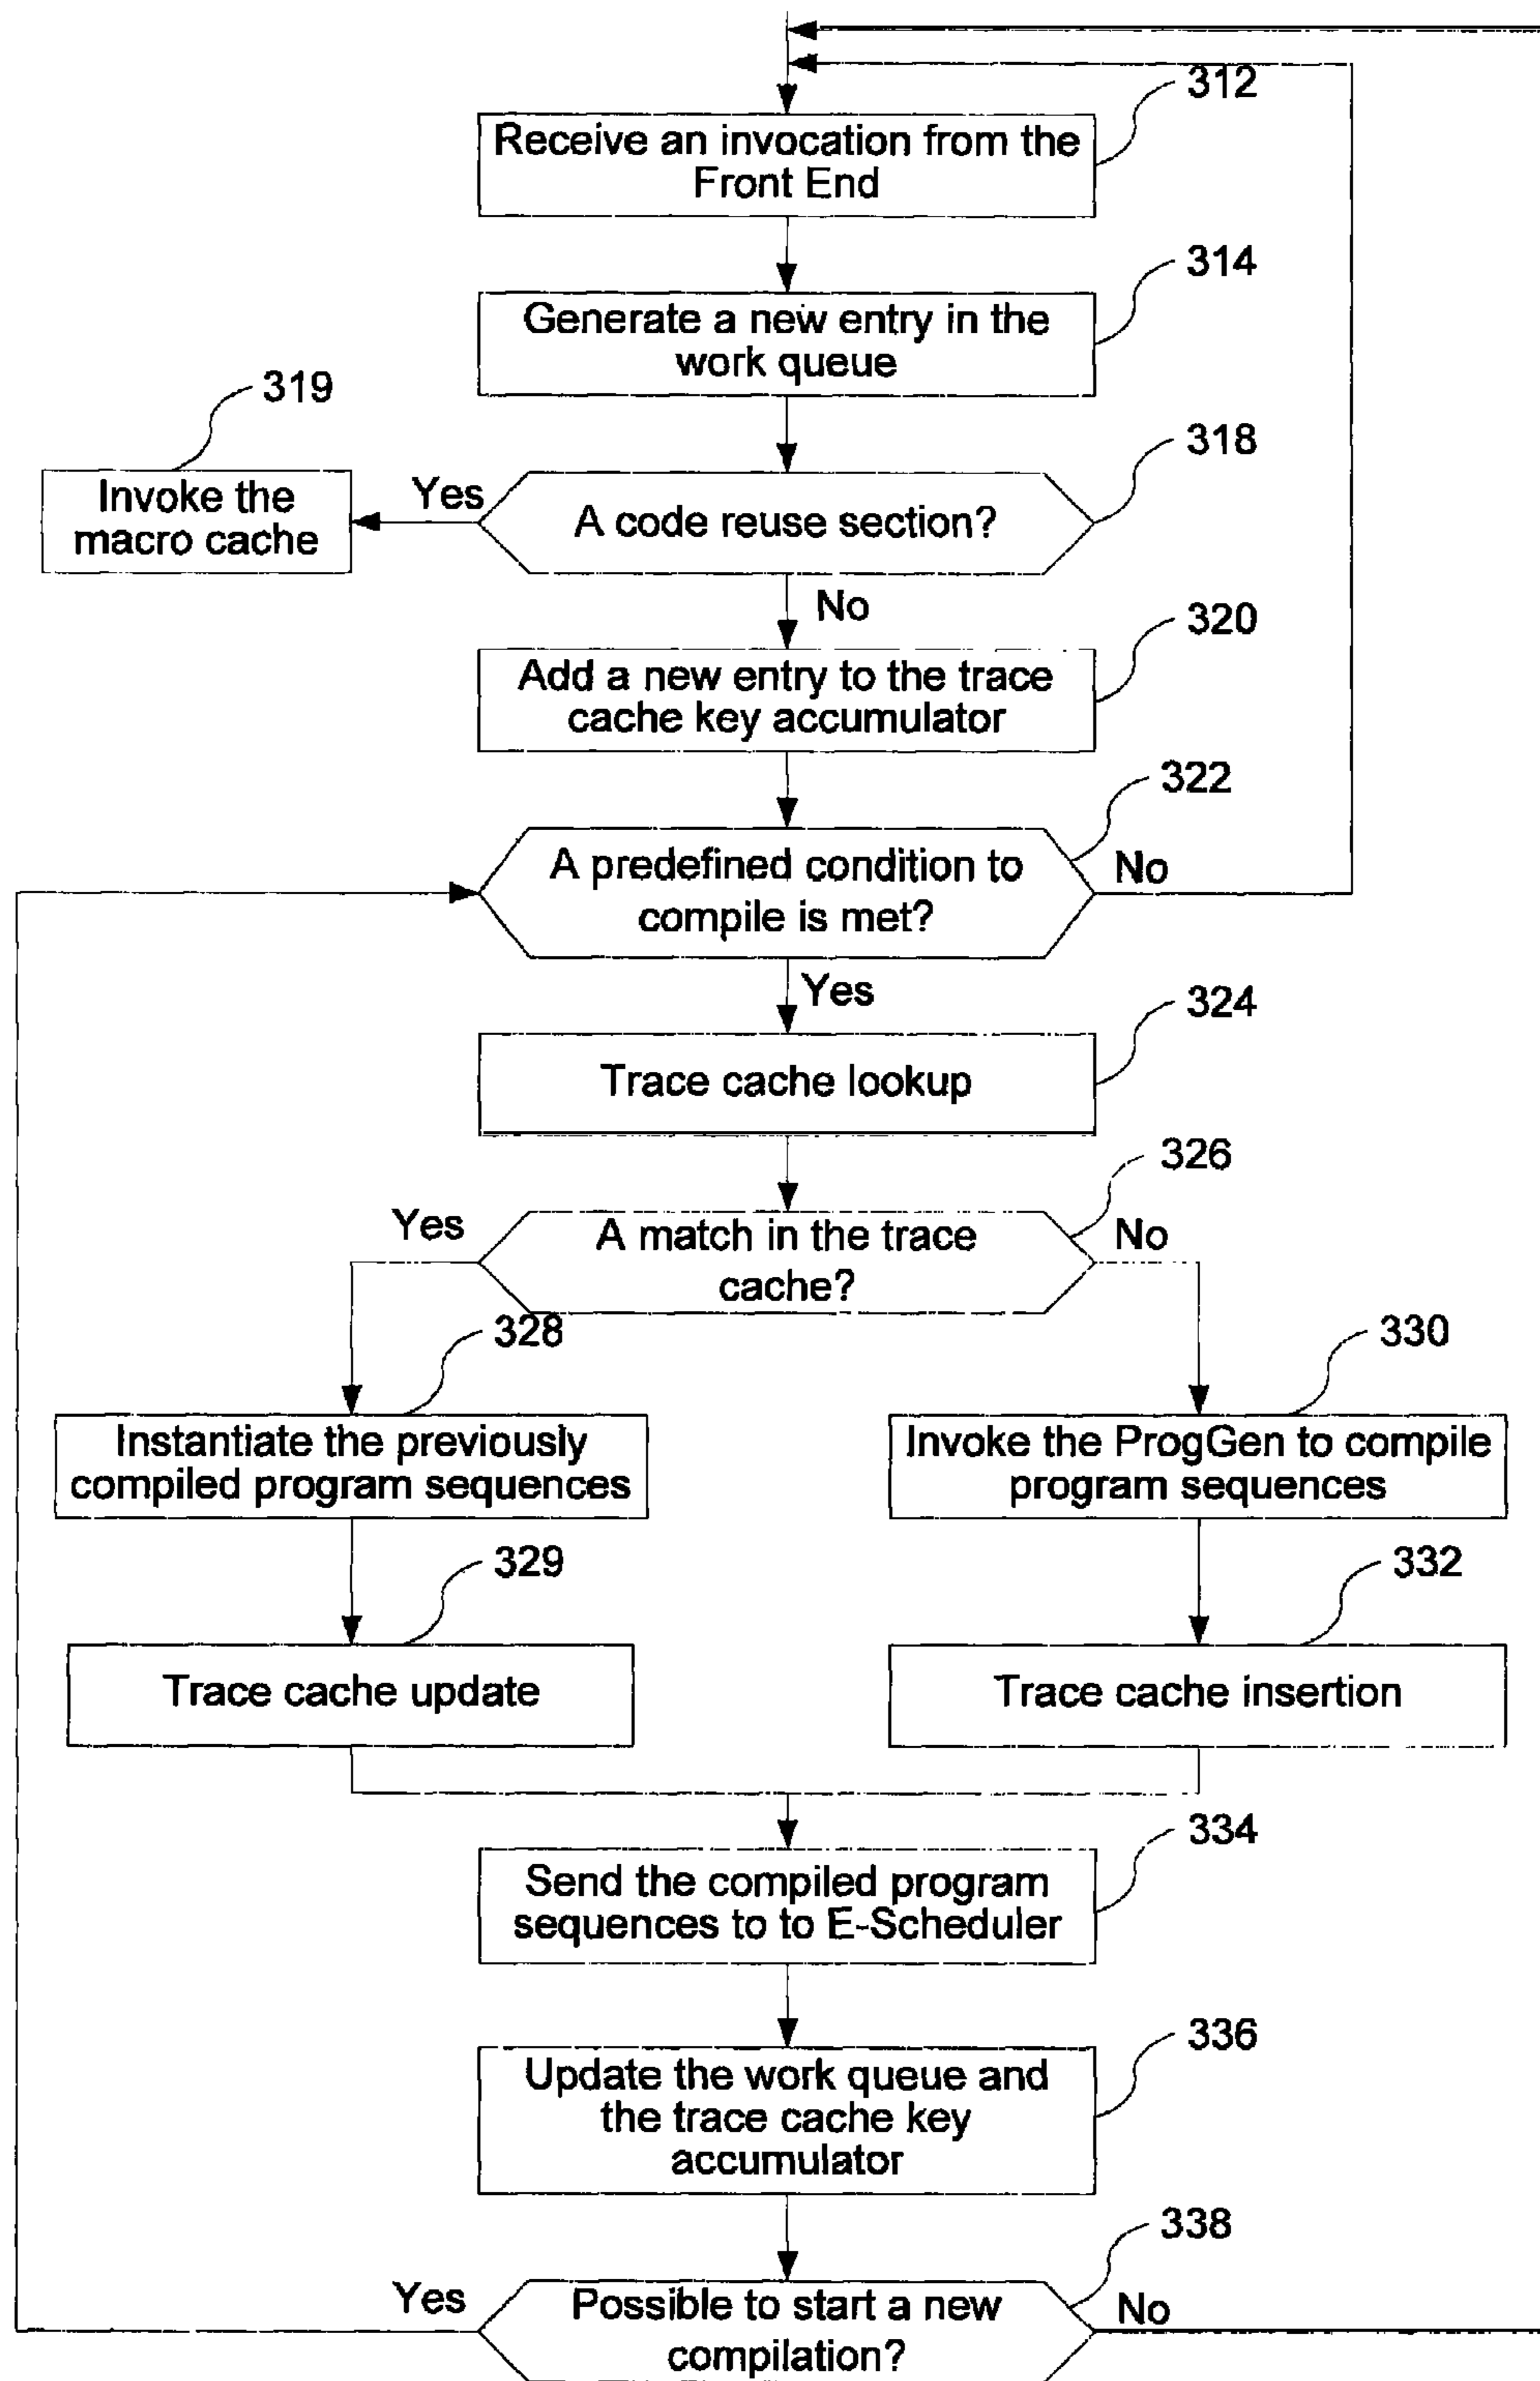 312
Receive an invocation from the
Front End
314
Generate a new entry in the
work queue
319
318
Invoke the
macro cache
Yes
A code reuse section?
No
320
Add a new entry to the trace
cache key accumulator
322
A predefined condition to
compile is met?
No
Yes
324
Trace cache lookup
326
Yes
A match in the trace
cache?
No
328
330
Instantiate the previously
compiled program sequences
Invoke the ProgGen to compile
program sequences
329
332
Trace cache update
Trace cache insertion
334
Send the compiled program
sequences to to E-Scheduler
336
Update the work queue and
the trace cache key
accumulator
338
Yes
Possible to start a new
compilation?
No